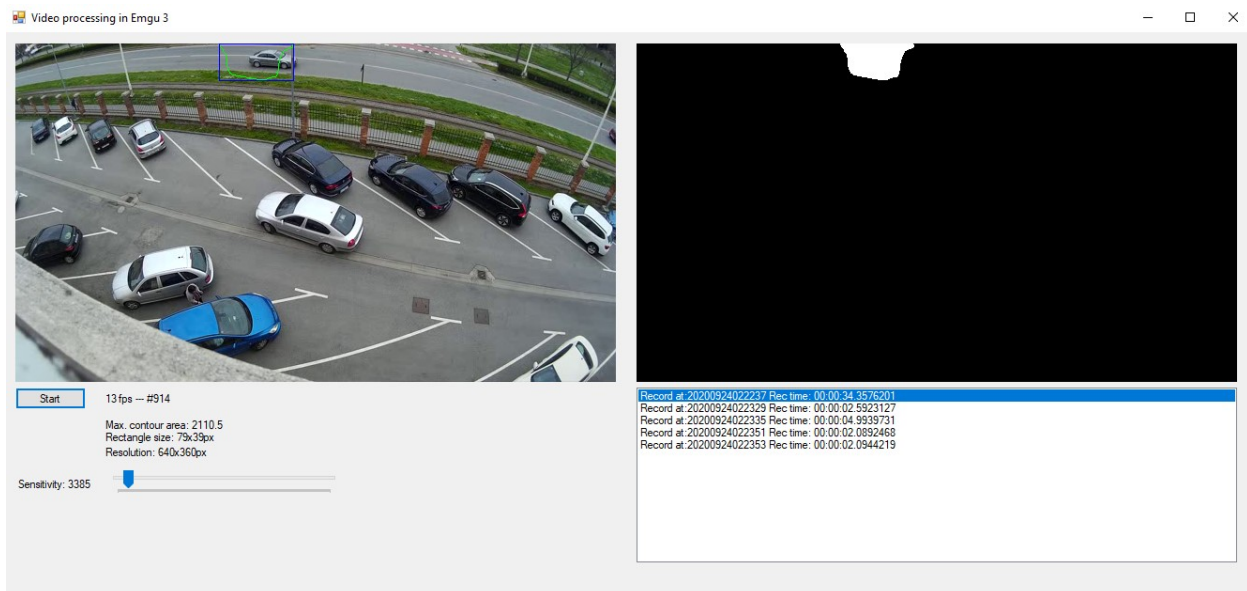 Video processing in Emgu 3
Start
13 fps --- #914
Max. contour area: 2110.5
Rectangle size: 79x39px
Resolution: 640x360px
Sensitivity: 3385
Record at:20200924022237 Rec time: 00:00:34.3576201
Record at:20200924022329 Rec time: 00:00:02.5923127
Record at:20200924022335 Rec time: 00:00:04.9939731
Record at:20200924022351 Rec time: 00:00:02.0892468
Record at:20200924022353 Rec time: 00:00:02.0944219